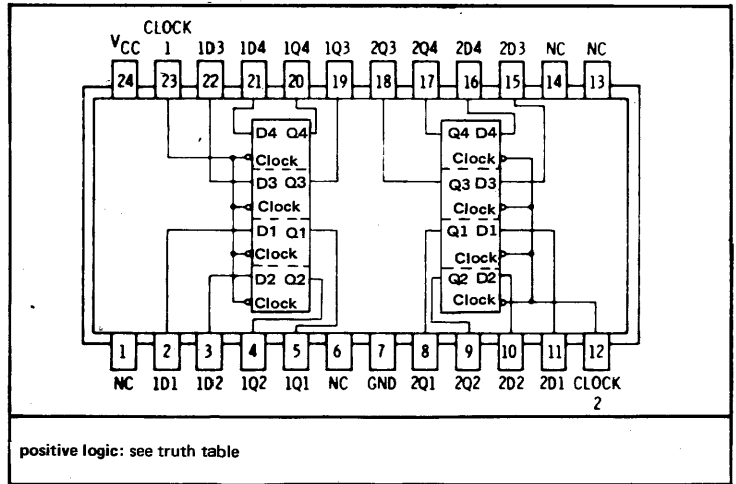 CLOCK
VCC 1 1D3 1D4 1Q4 1Q3 2Q3 2Q4 2D4 2D3 NC NC
24 23 22 21 20 19 18 17 16 15 14 13
D4 Q4 Q4 D4
Clock Clock
D3 Q3 Q3 D3
Clock Clock
D1 Q1 Q1 D1
Clock Clock
D2 Q2 Q2 D2
Clock Clock
1 2 3 4 5 6 7 8 9 10 11 12
NC 1D1 1D2 1Q2 1Q1 NC GND 2Q1 2Q2 2D2 2D1 CLOCK
2
positive logic: see truth table